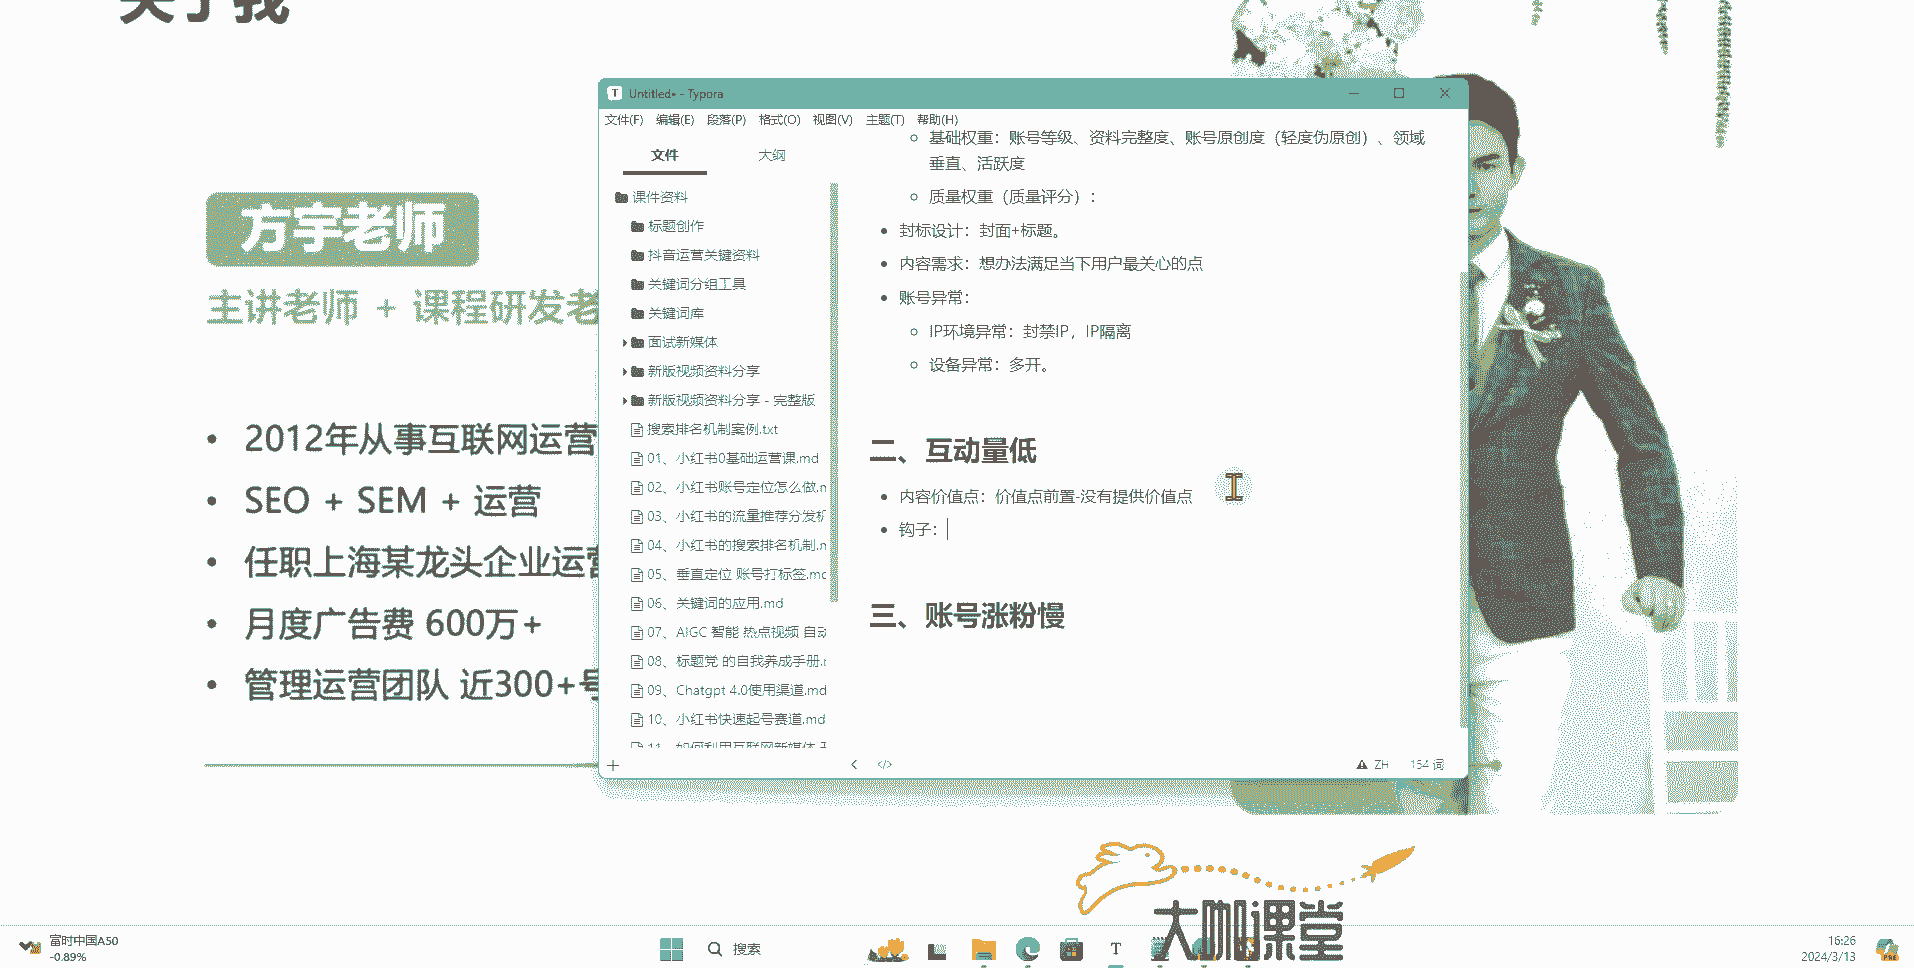 关于我
方宇老师
主讲老师 + 课程研发老
2012年从事互联网运营
SEO + SEM + 运营
任职上海某龙头企业运营
月度广告费 600万+
管理运营团队 近300+号
Untitled• - Typora
文件(F) 编辑(E) 段落(P) 格式(O) 视图(V) 主题(T) 帮助(H)
文件 大纲
课件资料
标题创作
抖音运营关键资料
关键词分组工具
关键词库
面试新媒体
新版视频资料分享
新版视频资料分享 - 完整版
搜索排名机制案例.txt
01、小红书0基础运营课.md
02、小红书账号定位怎么做.m
03、小红书的流量推荐分发机
04、小红书的搜索排名机制.m
05、垂直定位 账号打标签.md
06、关键词的应用.md
07、AIGC 智能 热点视频 自动
08、标题党 的自我养成手册.
09、Chatgpt 4.0使用渠道.md
10、小红书快速起号赛道.md
11、如何利用互联网新媒体
基础权重：账号等级、资料完整度、账号原创度（轻度伪原创）、领域
垂直、活跃度
质量权重（质量评分）：
封标设计：封面+标题。
内容需求：想办法满足当下用户最关心的点
账号异常：
IP环境异常：封禁IP，IP隔离
设备异常：多开。
二、互动量低
内容价值点：价值点前置-没有提供价值点
钩子：
三、账号涨粉慢
ZH 154 词
大咖课堂
富时中国A50
-0.89%
搜索
16:26
2024/3/13